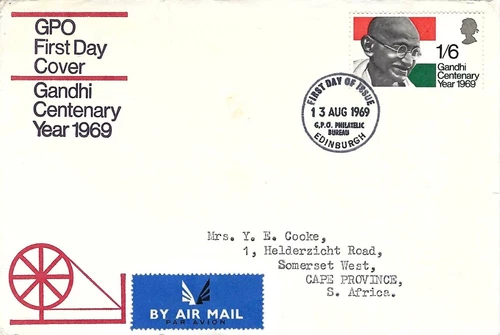 GPO
First Day
Cover
Gandhi
Centenary
Year 1969
1/6
Gandhi
Centenary
Year 1969
FIRST DAY OF ISSUE
13 AUG 1969
G.P.O. PHILATELIC
BUREAU
EDINBURGH
Mrs. Y. E. Cooke,
1, Helderzicht Road,
Somerset West,
CAPE PROVINCE,
S. Africa.
BY AIR MAIL
PAR AVION